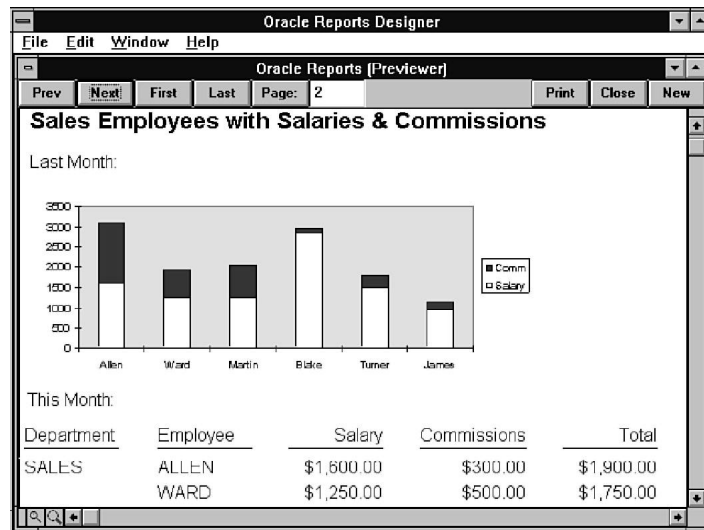 Oracle Reports Designer
File Edit Window Help
Oracle Reports (Previewer)
Prev Next First Last Page: 2 Print Close New
Sales Employees with Salaries & Commissions
Last Month:
3500
3000
2500
2000
1500
1000
500
0
Comm
Salary
Allen Ward Martin Blake Turner James
This Month:
Department Employee Salary Commissions Total
SALES ALLEN $1,600.00 $300.00 $1,900.00
WARD $1,250.00 $500.00 $1,750.00